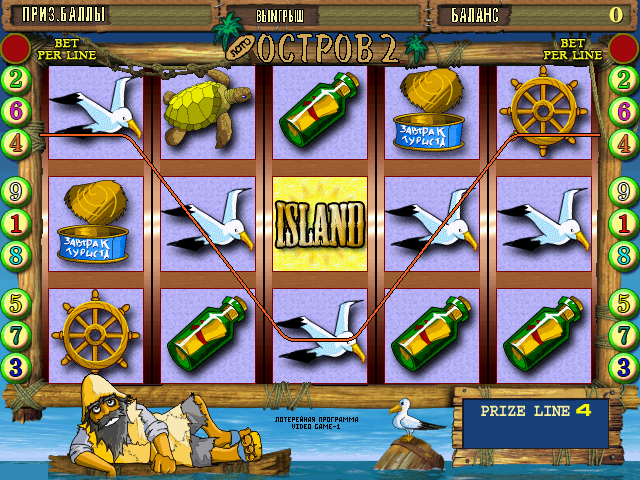 ПРИЗ.БАЛЛЫ
ВЫИГРЫШ
БАЛАНС
0
BET
PER LINE
ЛОТО
ОСТРОВ 2
BET
PER LINE
2
6
4
9
1
8
5
7
3
2
6
4
9
1
8
5
7
3
ЗАВТРАК
ТУРИСТА
ЗАВТРАК
ТУРИСТА
ISLAND
ЛОТЕРЕЙНАЯ ПРОГРАММА
VIDEO GAME-1
PRIZE LINE 4